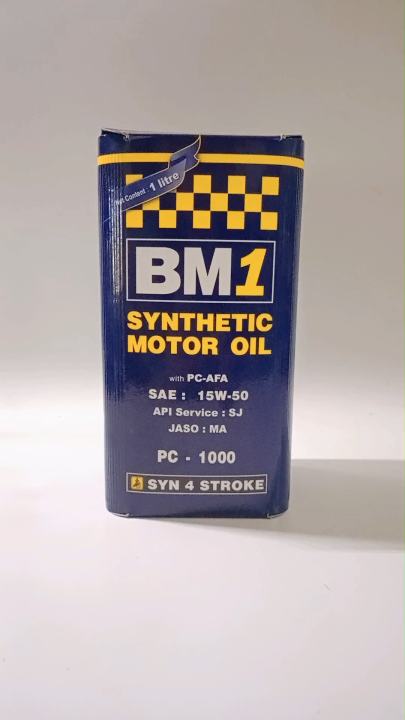 Net Content 1 litre
BM1
SYNTHETIC
MOTOR OIL
with PC-AFA
SAE : 15W-50
API Service : SJ
JASO : MA
PC - 1000
SYN 4 STROKE